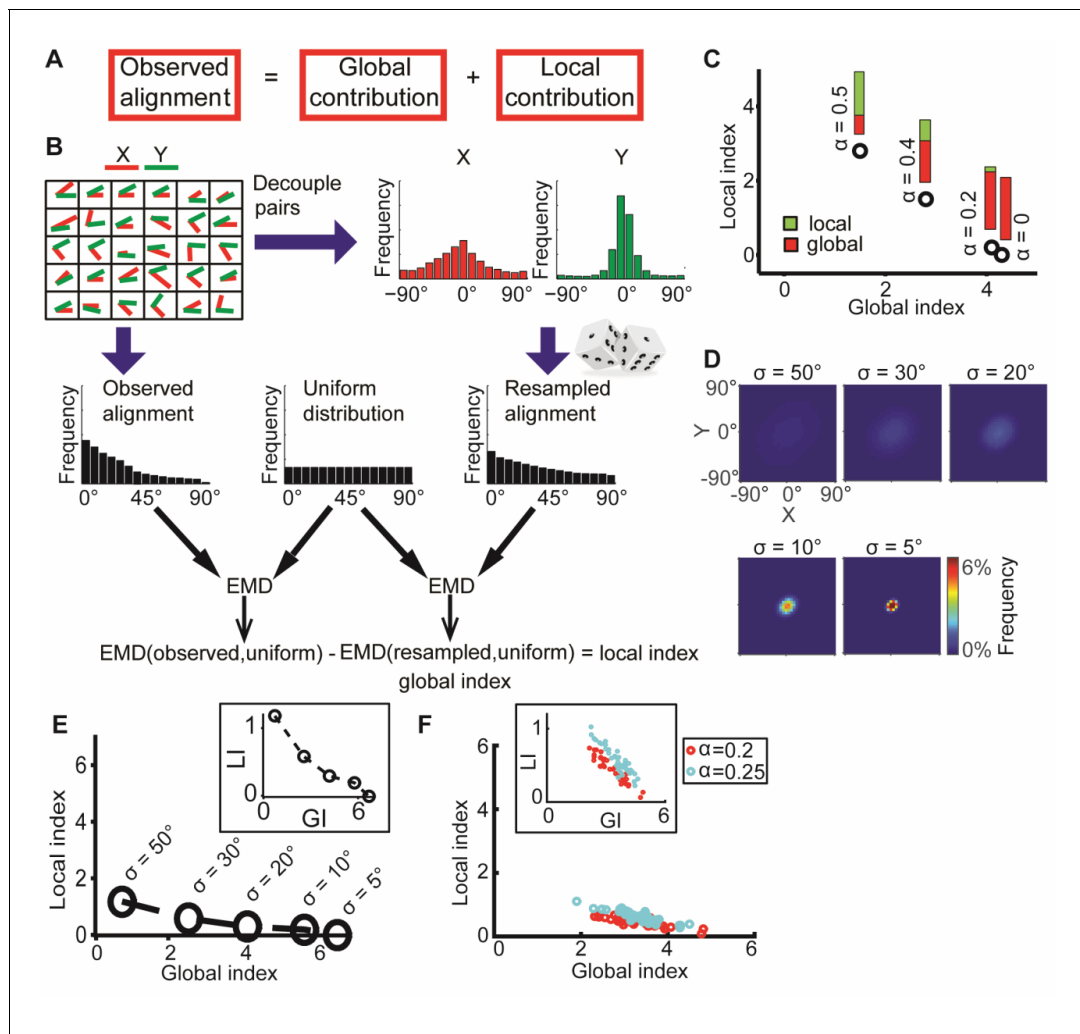 A
Observed alignment = Global contribution + Local contribution
B
X Y
Decouple pairs
X
Frequency
−90° 0° 90°
Y
Frequency
−90° 0° 90°
Observed alignment
Frequency
0° 45° 90°
Uniform distribution
0° 45° 90°
Resampled alignment
Frequency
0° 45° 90°
EMD
EMD
EMD(observed,uniform) - EMD(resampled,uniform) = local index
global index
C
Local index
4
2
0
α = 0.5
α = 0.4
α = 0.2
α = 0
local
global
0 2 4
Global index
D
σ = 50° σ = 30° σ = 20°
90°
Y 0°
-90°
-90° 0° 90°
X
σ = 10° σ = 5°
6%
0%
Frequency
E
Local index
6
4
2
0
σ = 50°
σ = 30°
σ = 20°
σ = 10°
σ = 5°
0 2 4 6
Global index
LI
1
0
0 6
GI
F
Local index
6
4
2
0
0 2 4 6
Global index
LI
1
0
0 6
GI
α=0.2
α=0.25